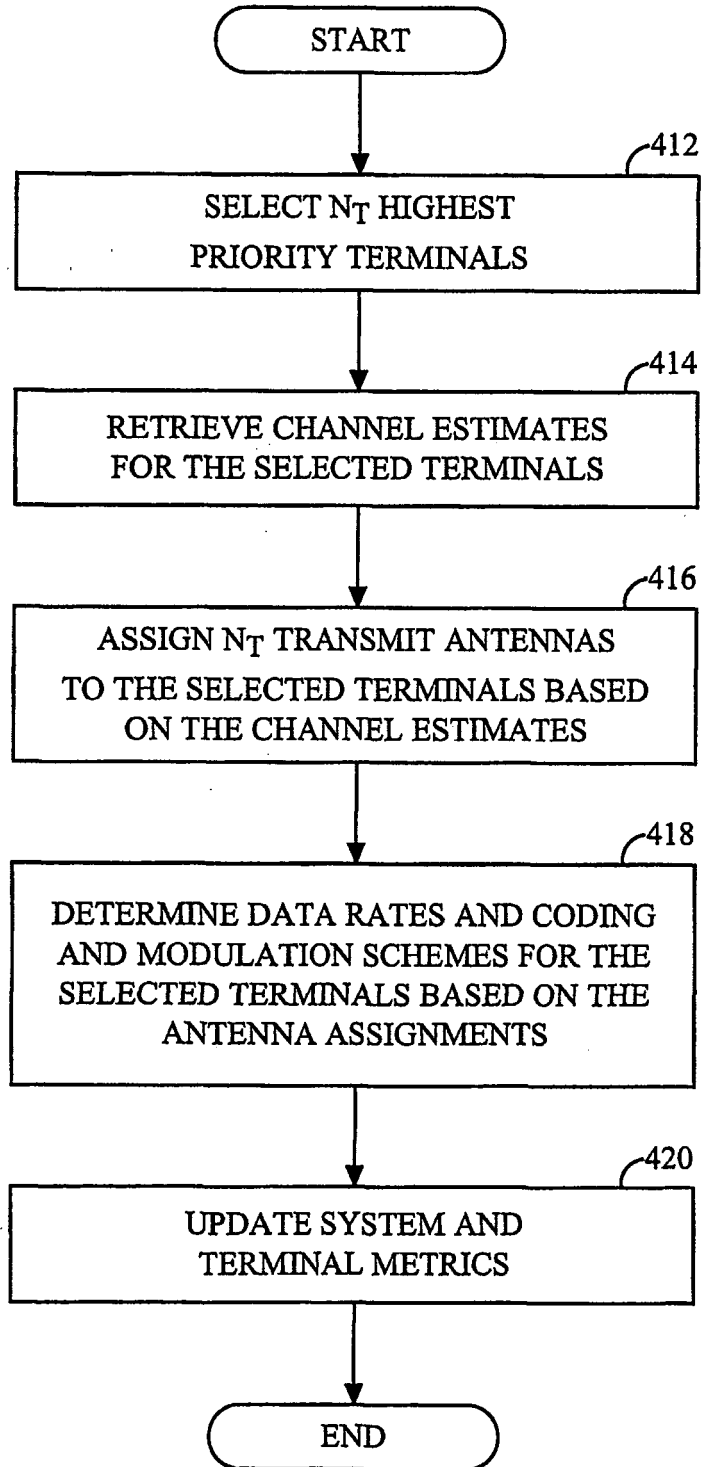 START
412
SELECT NT HIGHEST
PRIORITY TERMINALS
414
RETRIEVE CHANNEL ESTIMATES
FOR THE SELECTED TERMINALS
416
ASSIGN NT TRANSMIT ANTENNAS
TO THE SELECTED TERMINALS BASED
ON THE CHANNEL ESTIMATES
418
DETERMINE DATA RATES AND CODING
AND MODULATION SCHEMES FOR THE
SELECTED TERMINALS BASED ON THE
ANTENNA ASSIGNMENTS
420
UPDATE SYSTEM AND
TERMINAL METRICS
END